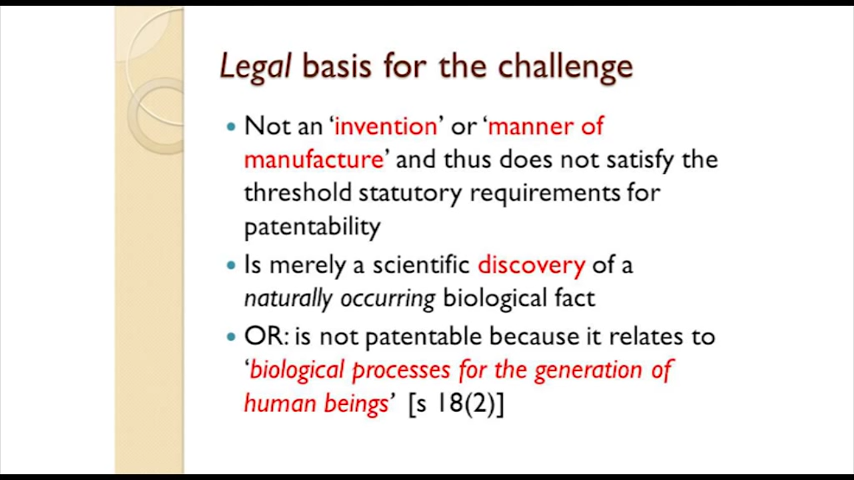 Legal basis for the challenge
• Not an ‘invention’ or ‘manner of
manufacture’ and thus does not satisfy the
threshold statutory requirements for
patentability
• Is merely a scientific discovery of a
naturally occurring biological fact
• OR: is not patentable because it relates to
‘biological processes for the generation of
human beings’ [s 18(2)]